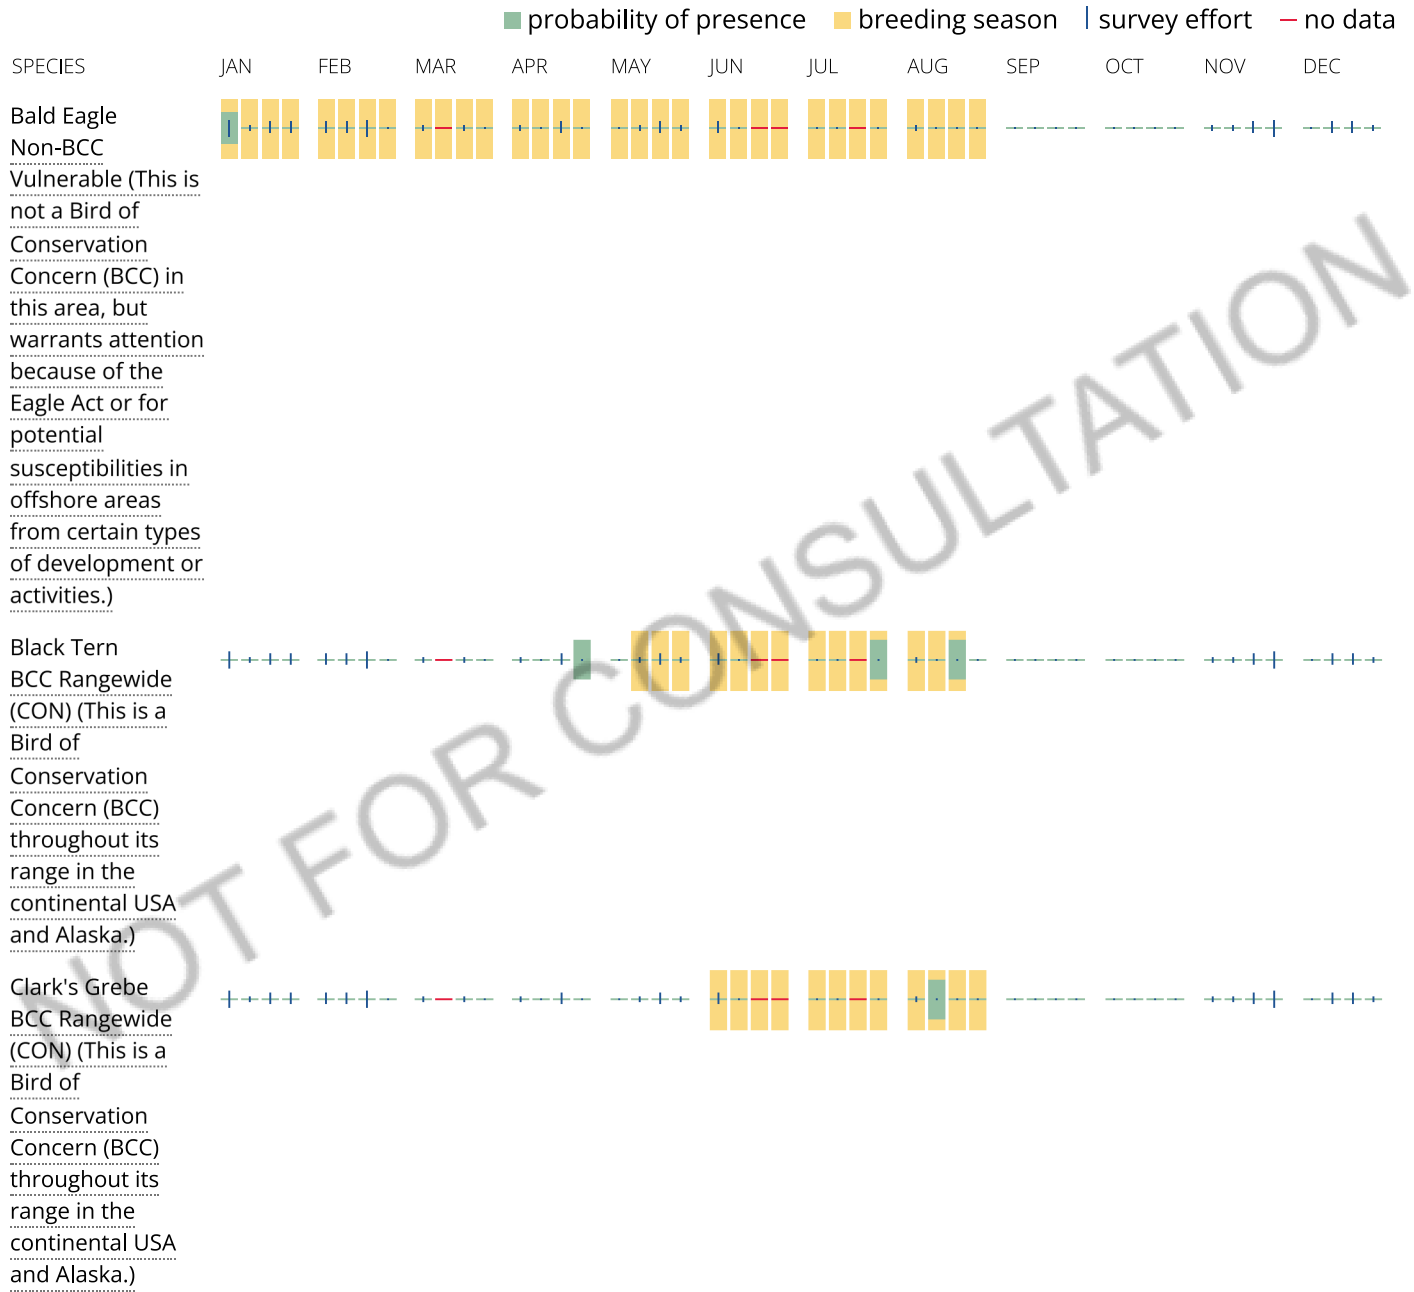 probability of presence breeding season survey effort no data
SPECIES JAN FEB MAR APR MAY JUN JUL AUG SEP OCT NOV DEC
Bald Eagle
Non-BCC
Vulnerable (This is
not a Bird of
Conservation
Concern (BCC) in
this area, but
warrants attention
because of the
Eagle Act or for
potential
susceptibilities in
offshore areas
from certain types
of development or
activities.)
Black Tern
BCC Rangewide
(CON) (This is a
Bird of
Conservation
Concern (BCC)
throughout its
range in the
continental USA
and Alaska.)
Clark's Grebe
BCC Rangewide
(CON) (This is a
Bird of
Conservation
Concern (BCC)
throughout its
range in the
continental USA
and Alaska.)
NOT FOR CONSULTATION